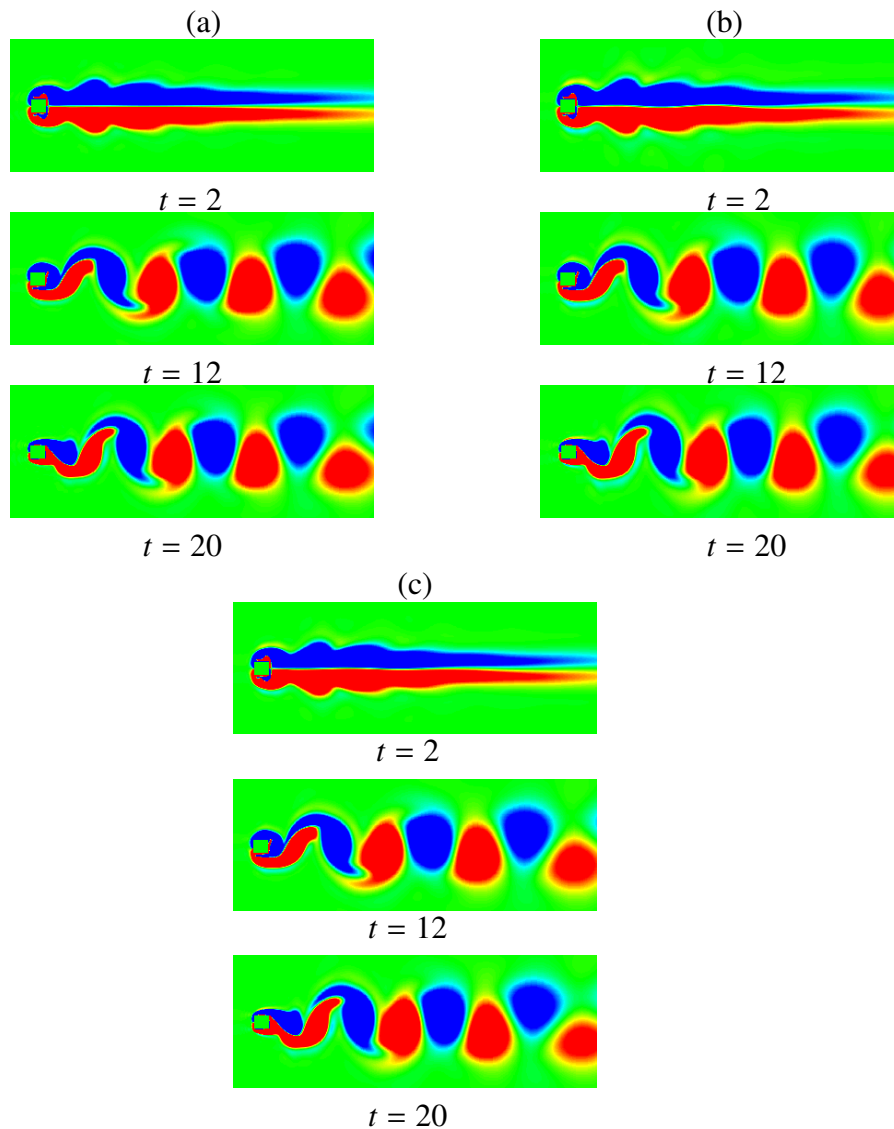 (a) (b)
t = 2 t = 2
t = 12 t = 12
t = 20 t = 20
(c)
t = 2
t = 12
t = 20